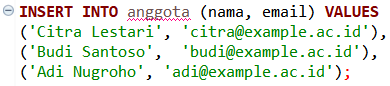 INSERT INTO anggota (nama, email) VALUES
('Citra Lestari', 'citra@example.ac.id'),
('Budi Santoso', 'budi@example.ac.id'),
('Adi Nugroho', 'adi@example.ac.id');